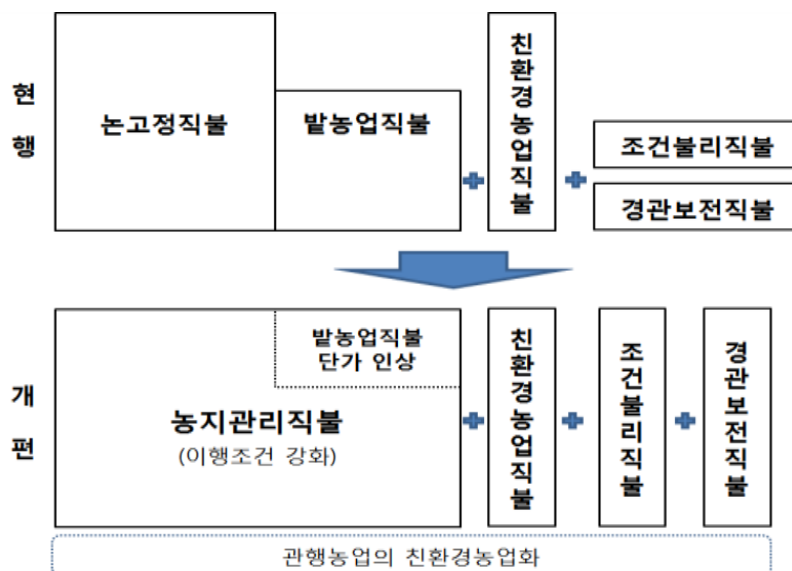 현행
논고정직불
밭농업직불
친환경농업직불
조건불리직불
경관보전직불
개편
밭농업직불
단가 인상
농지관리직불
(이행조건 강화)
친환경농업직불
조건불리직불
경관보전직불
관행농업의 친환경농업화